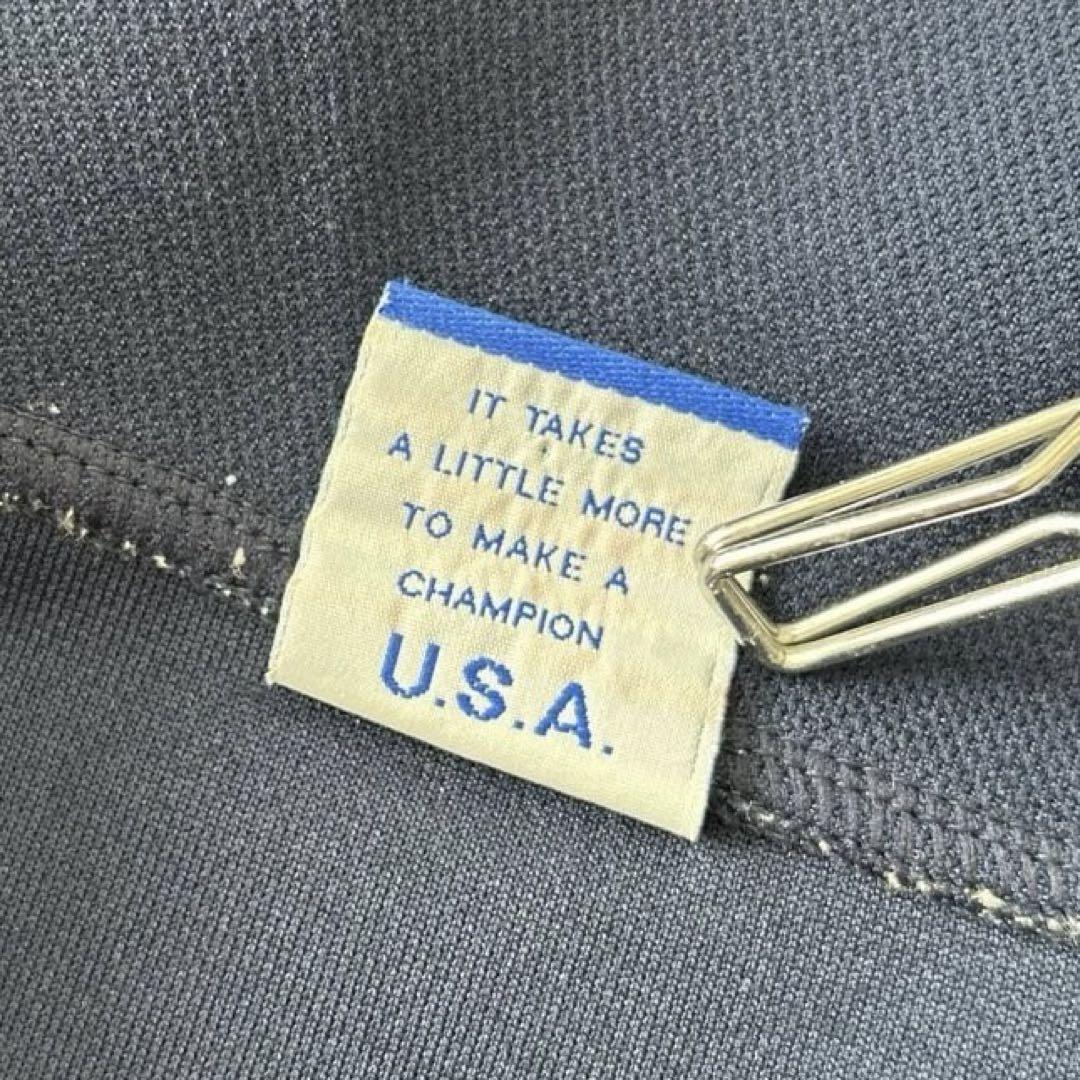 IT TAKES
A LITTLE MORE
TO MAKE A
CHAMPION
U.S.A.